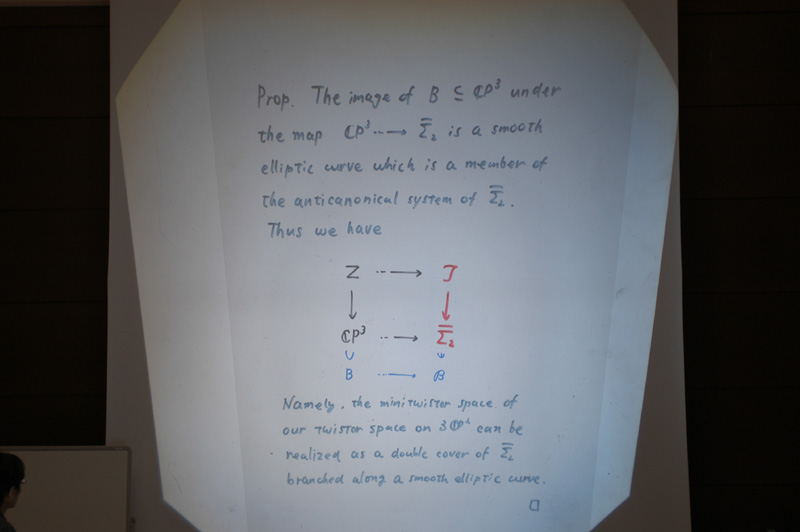 Prop. The image of B ⊆ ℂP³ under
the map ℂP³ ⋯→ Σ̿₂ is a smooth
elliptic curve which is a member of
the anticanonical system of Σ̿₂.
Thus we have
Z ⋯→ 𝒥
↓ ↓
ℂP³ ⋯→ Σ̿₂
∪ ∪
B ⋯→ ℬ
Namely, the minitwistor space of
our twistor space on 3ℂP² can be
realized as a double cover of Σ̿₂
branched along a smooth elliptic curve.
□